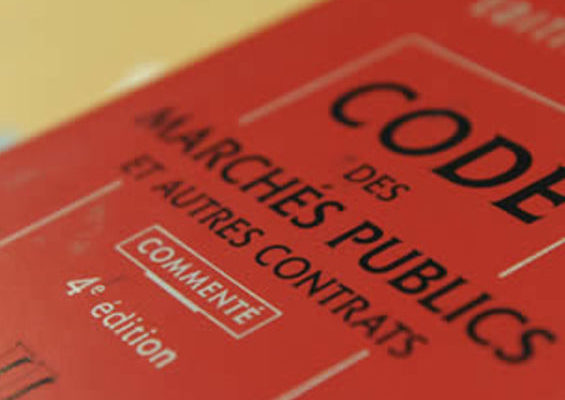 CODE
DES
MARCHÉS PUBLICS
ET AUTRES CONTRATS
COMMENTÉ
4e édition